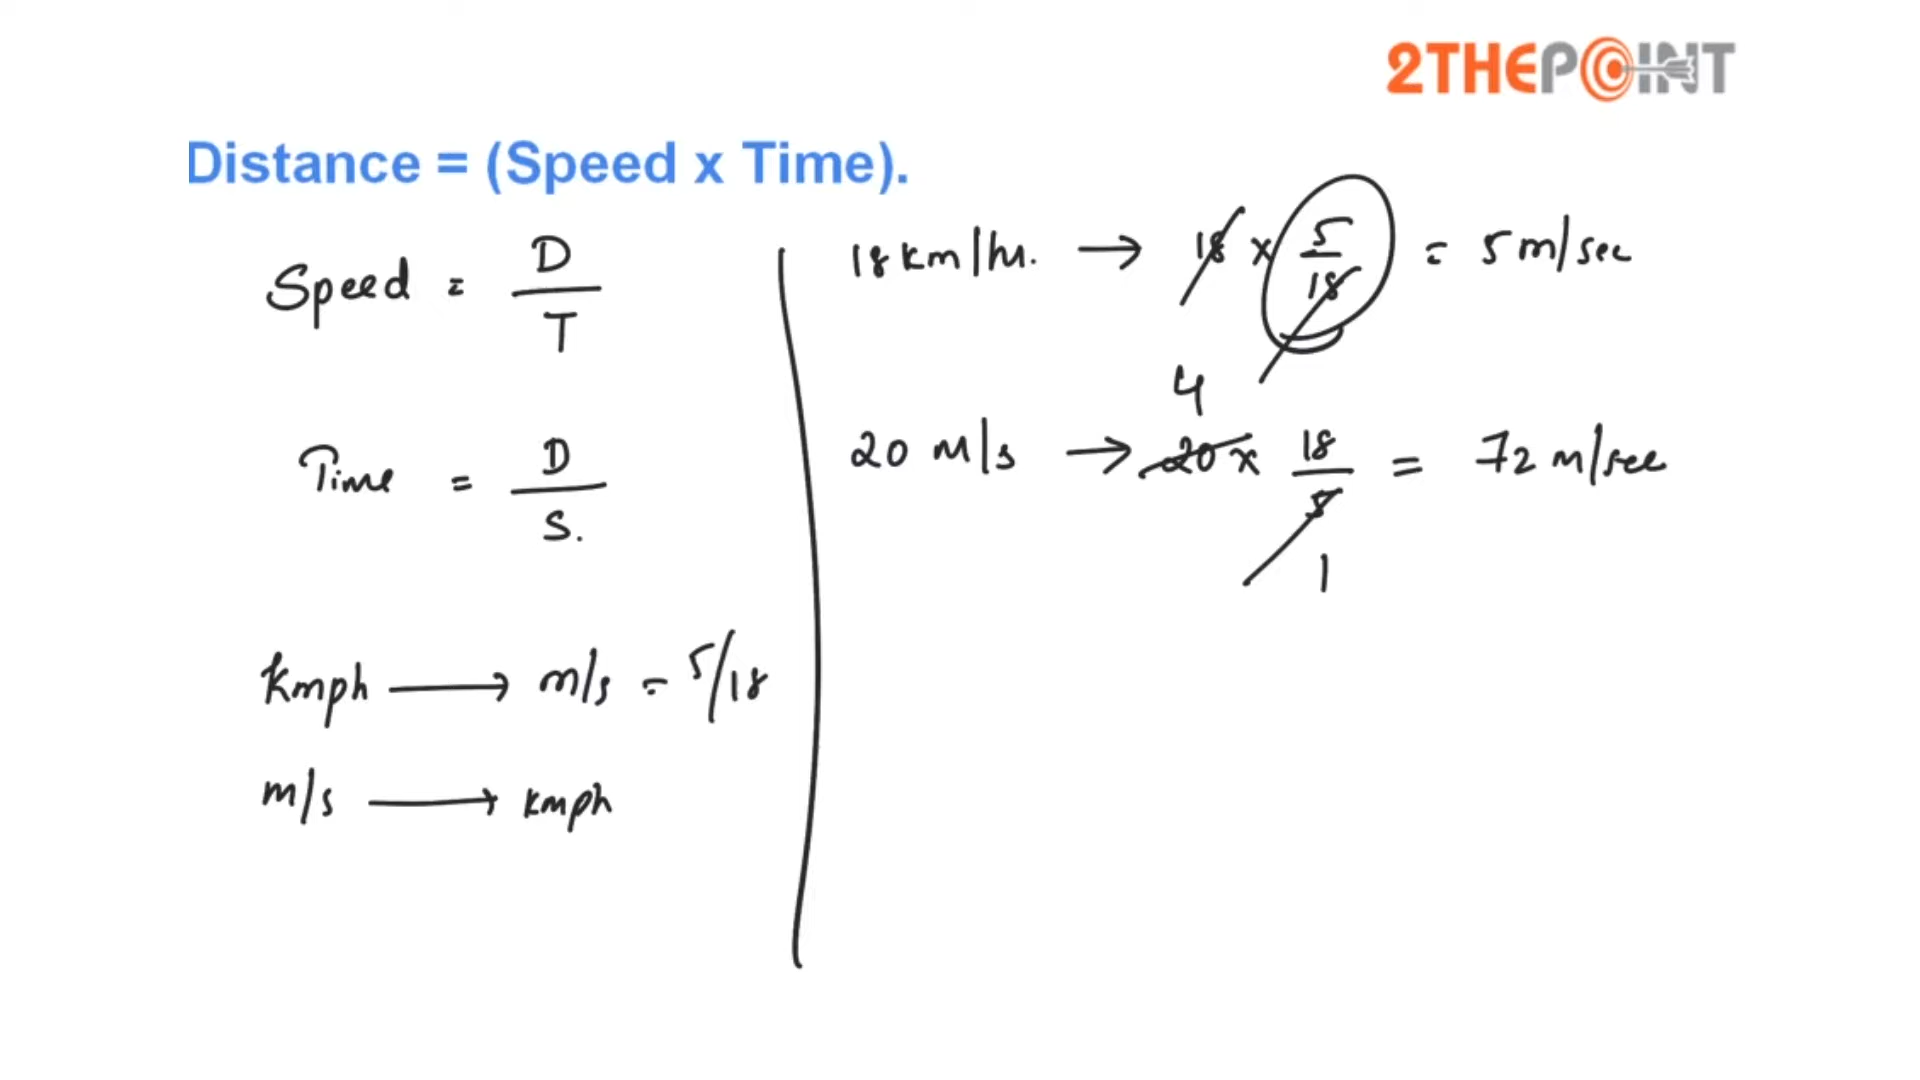 2THEPOINT
Distance = (Speed x Time).
Speed = D
T
Time = D
S.
kmph → m/s = 5/18
m/s → kmph
18 km/hr. → 18 x 5 = 5 m/sec
18
4
20 m/s → 20 x 18 = 72 m/sec
5
1